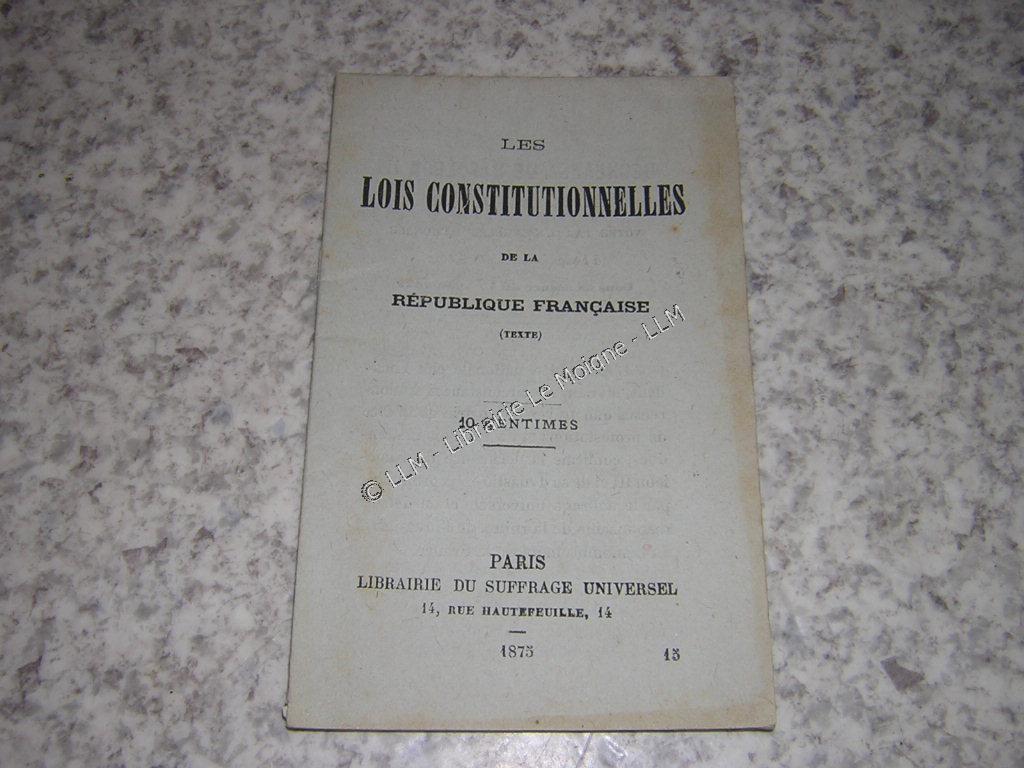 LES
LOIS CONSTITUTIONNELLES
DE LA
RÉPUBLIQUE FRANÇAISE
(TEXTE)
10 CENTIMES
© LLM - Librairie Le Moigne - LLM
PARIS
LIBRAIRIE DU SUFFRAGE UNIVERSEL
14, RUE HAUTEFEUILLE, 14
1875
15